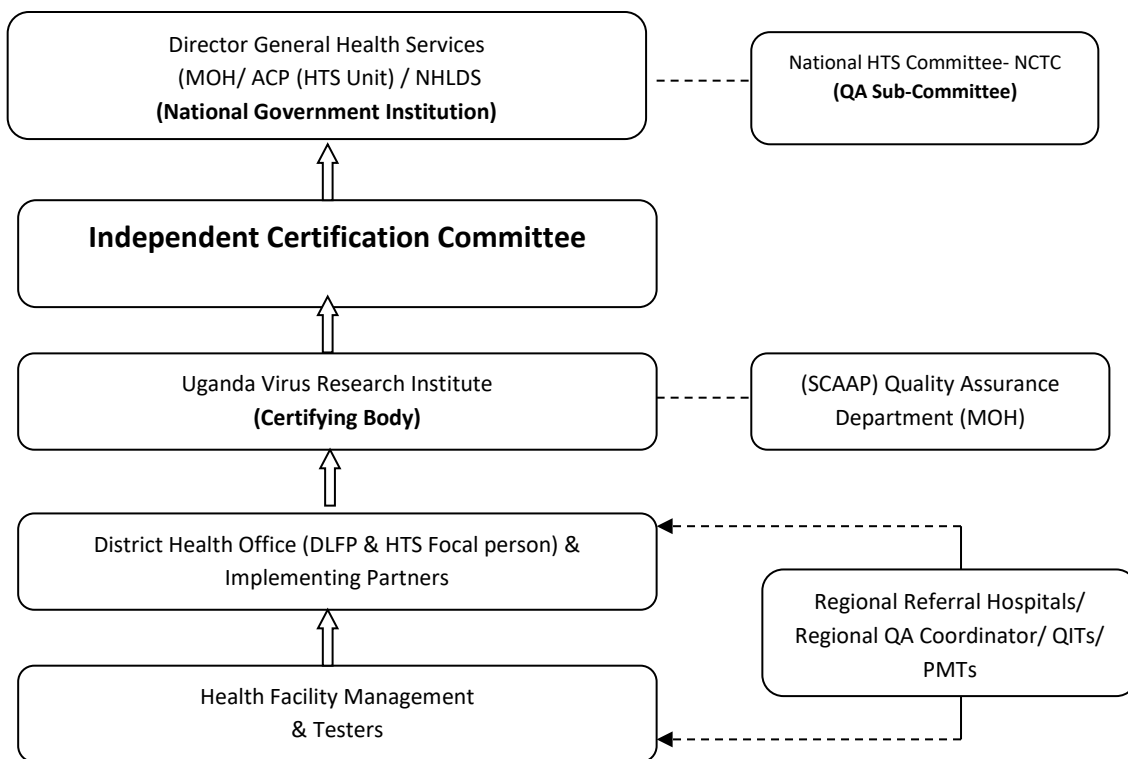 Director General Health Services
(MOH/ ACP (HTS Unit) / NHLDS
(National Government Institution)
National HTS Committee- NCTC
(QA Sub-Committee)
Independent Certification Committee
Uganda Virus Research Institute
(Certifying Body)
(SCAAP) Quality Assurance
Department (MOH)
District Health Office (DLFP & HTS Focal person) &
Implementing Partners
Regional Referral Hospitals/
Regional QA Coordinator/ QITs/
PMTs
Health Facility Management
& Testers